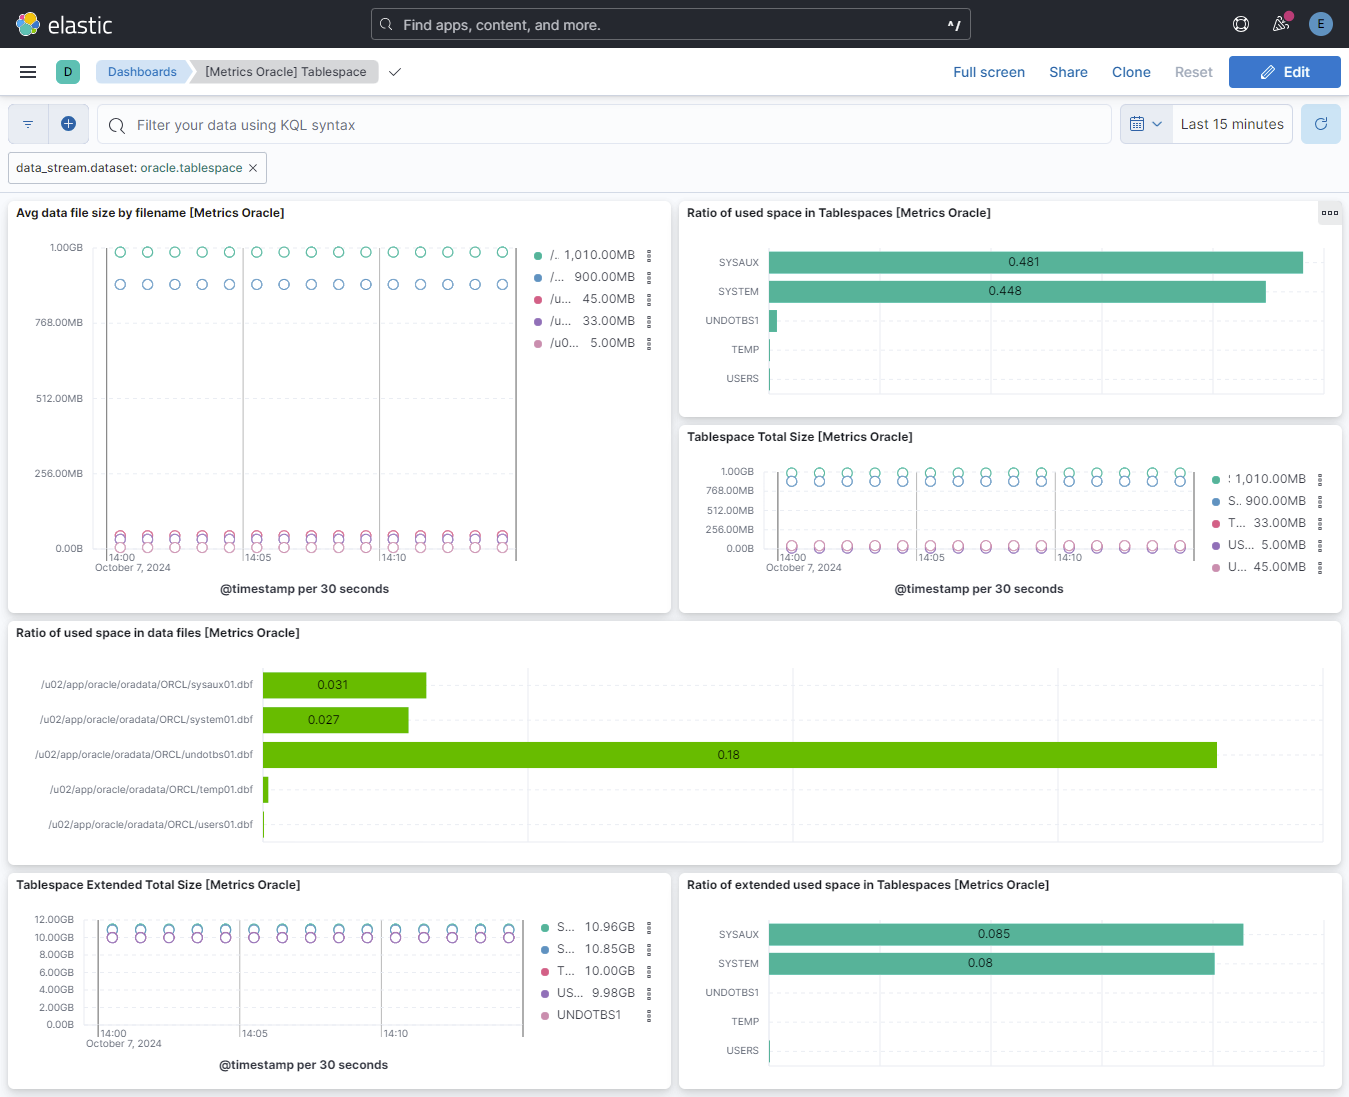 elastic
Find apps, content, and more.
^/
E
D
Dashboards
[Metrics Oracle] Tablespace
Full screen
Share
Clone
Reset
Edit
Filter your data using KQL syntax
Last 15 minutes
data_stream.dataset: oracle.tablespace
Avg data file size by filename [Metrics Oracle]
1.00GB
768.00MB
512.00MB
256.00MB
0.00B
14:00
October 7, 2024
14:05
14:10
@timestamp per 30 seconds
/.. 1,010.00MB
/... 900.00MB
/u... 45.00MB
/u... 33.00MB
/u0... 5.00MB
Ratio of used space in Tablespaces [Metrics Oracle]
SYSAUX 0.481
SYSTEM 0.448
UNDOTBS1
TEMP
USERS
Tablespace Total Size [Metrics Oracle]
1.00GB
768.00MB
512.00MB
256.00MB
0.00B
14:00
October 7, 2024
14:05
14:10
@timestamp per 30 seconds
1,010.00MB
S.. 900.00MB
T... 33.00MB
US... 5.00MB
U... 45.00MB
Ratio of used space in data files [Metrics Oracle]
/u02/app/oracle/oradata/ORCL/sysaux01.dbf 0.031
/u02/app/oracle/oradata/ORCL/system01.dbf 0.027
/u02/app/oracle/oradata/ORCL/undotbs01.dbf 0.18
/u02/app/oracle/oradata/ORCL/temp01.dbf
/u02/app/oracle/oradata/ORCL/users01.dbf
Tablespace Extended Total Size [Metrics Oracle]
12.00GB
10.00GB
8.00GB
6.00GB
4.00GB
2.00GB
0.00B
14:00
October 7, 2024
14:05
14:10
@timestamp per 30 seconds
S... 10.96GB
S... 10.85GB
T... 10.00GB
US... 9.98GB
UNDOTBS1
Ratio of extended used space in Tablespaces [Metrics Oracle]
SYSAUX 0.085
SYSTEM 0.08
UNDOTBS1
TEMP
USERS